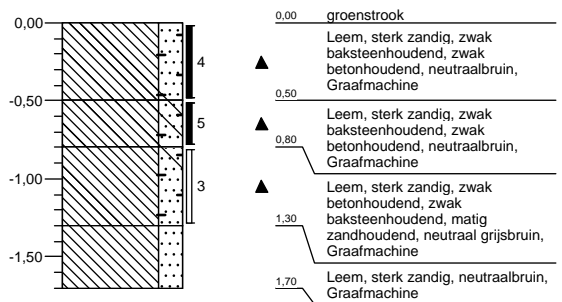 0,00
-0,50
-1,00
-1,50
4
5
3
0,00 groenstrook
Leem, sterk zandig, zwak
baksteenhoudend, zwak
betonhoudend, neutraalbruin,
Graafmachine
0,50
Leem, sterk zandig, zwak
baksteenhoudend, zwak
betonhoudend, neutraalbruin,
Graafmachine
0,80
Leem, sterk zandig, zwak
betonhoudend, zwak
baksteenhoudend, matig
zandhoudend, neutraal grijsbruin,
Graafmachine
1,30
Leem, sterk zandig, neutraalbruin,
Graafmachine
1,70